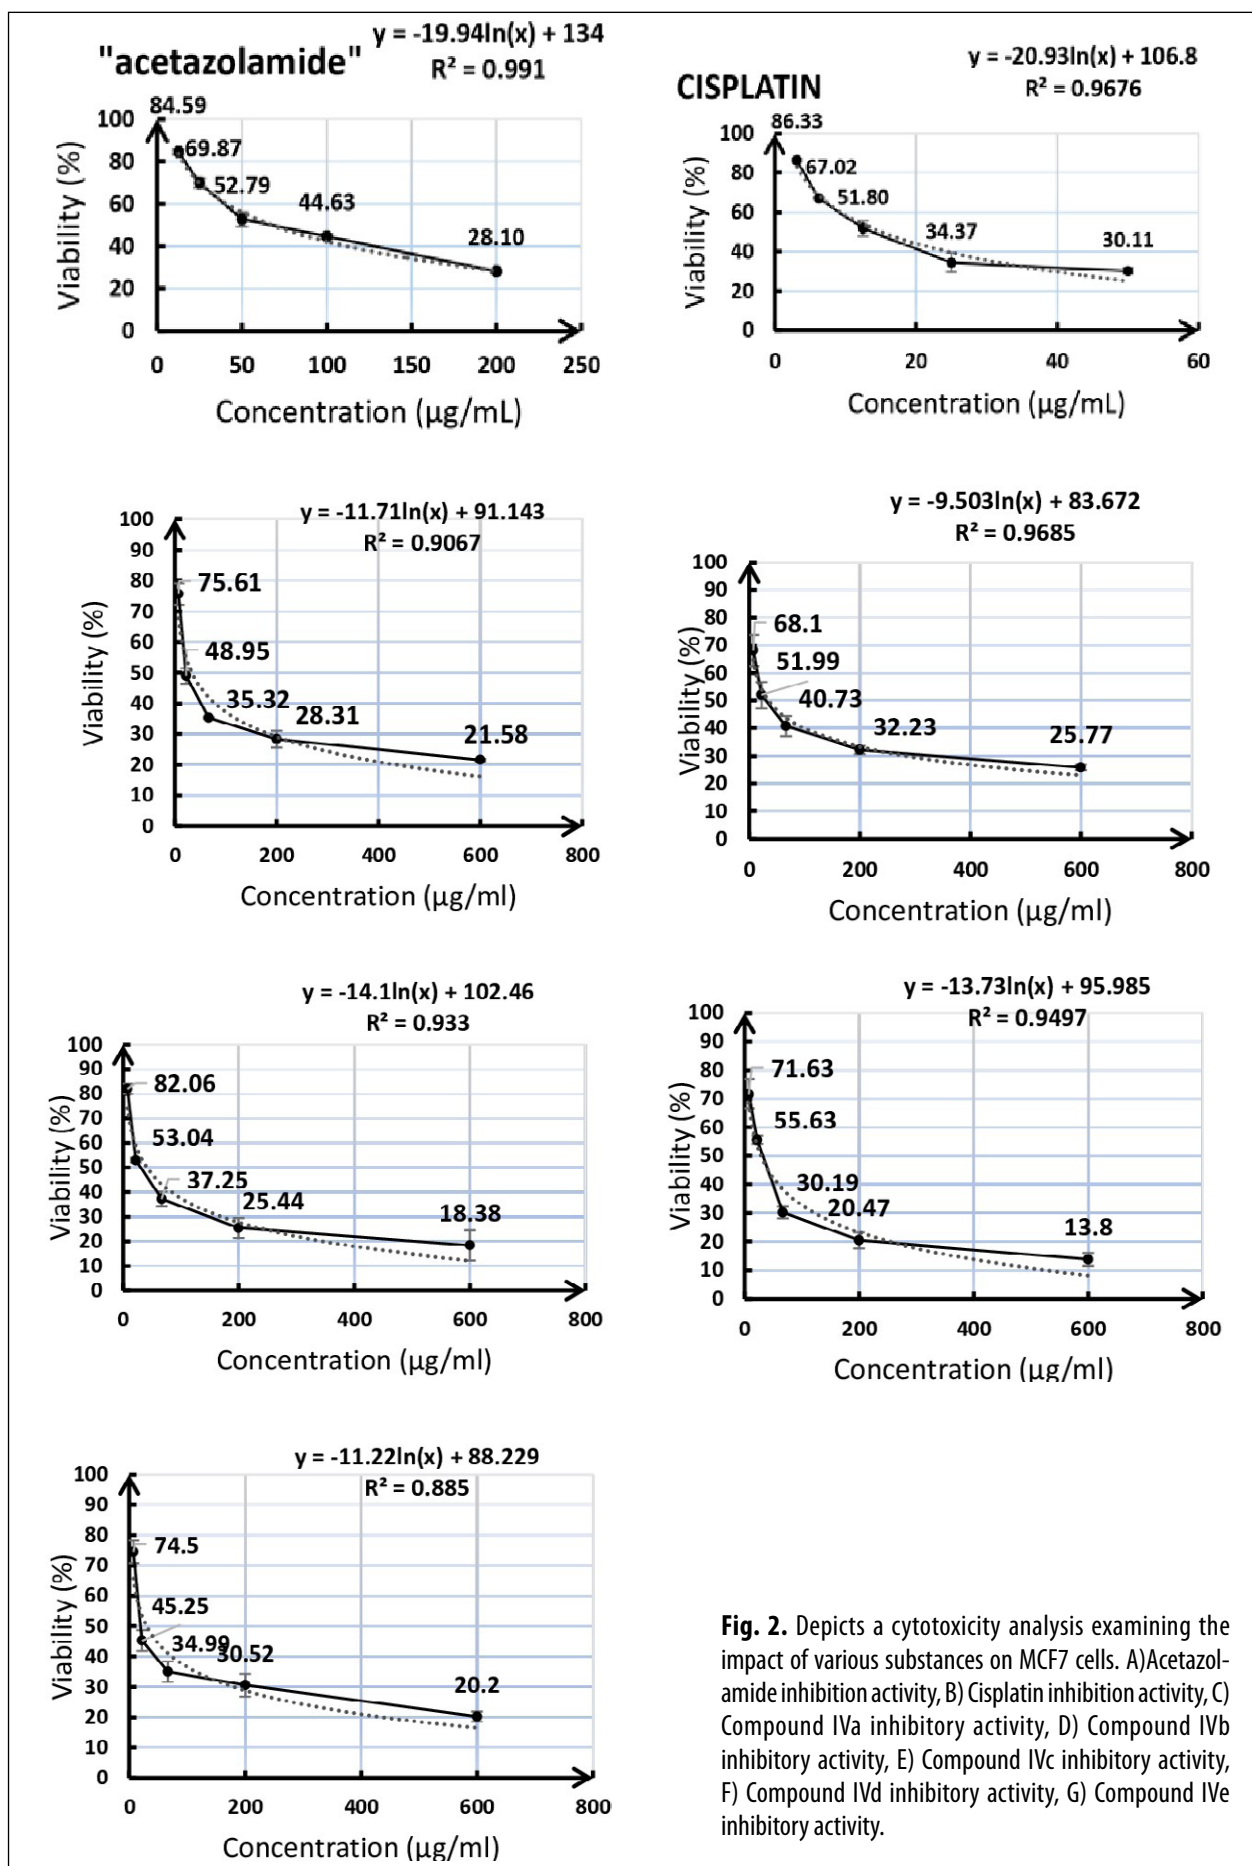 "acetazolamide"
y = -19.94ln(x) + 134
R² = 0.991
Viability (%)
100
80
60
40
20
0
84.59
69.87
52.79
44.63
28.10
0 50 100 150 200 250
Concentration (μg/mL)
CISPLATIN
y = -20.93ln(x) + 106.8
R² = 0.9676
Viability (%)
100
80
60
40
20
0
86.33
67.02
51.80
34.37
30.11
0 20 40 60
Concentration (μg/mL)
y = -11.71ln(x) + 91.143
R² = 0.9067
Viability (%)
100
90
80
70
60
50
40
30
20
10
0
75.61
48.95
35.32
28.31
21.58
0 200 400 600 800
Concentration (μg/ml)
y = -9.503ln(x) + 83.672
R² = 0.9685
Viability (%)
100
90
80
70
60
50
40
30
20
10
0
68.1
51.99
40.73
32.23
25.77
0 200 400 600 800
Concentration (μg/ml)
y = -14.1ln(x) + 102.46
R² = 0.933
Viability (%)
100
90
80
70
60
50
40
30
20
10
0
82.06
53.04
37.25
25.44
18.38
0 200 400 600 800
Concentration (μg/ml)
y = -13.73ln(x) + 95.985
R² = 0.9497
Viability (%)
100
90
80
70
60
50
40
30
20
10
0
71.63
55.63
30.19
20.47
13.8
0 200 400 600 800
Concentration (μg/ml)
y = -11.22ln(x) + 88.229
R² = 0.885
Viability (%)
100
90
80
70
60
50
40
30
20
10
0
74.5
45.25
34.99
30.52
20.2
0 200 400 600 800
Concentration (μg/ml)
Fig. 2. Depicts a cytotoxicity analysis examining the
impact of various substances on MCF7 cells. A)Acetazol-
amide inhibition activity, B) Cisplatin inhibition activity, C)
Compound IVa inhibitory activity, D) Compound IVb
inhibitory activity, E) Compound IVc inhibitory activity,
F) Compound IVd inhibitory activity, G) Compound IVe
inhibitory activity.